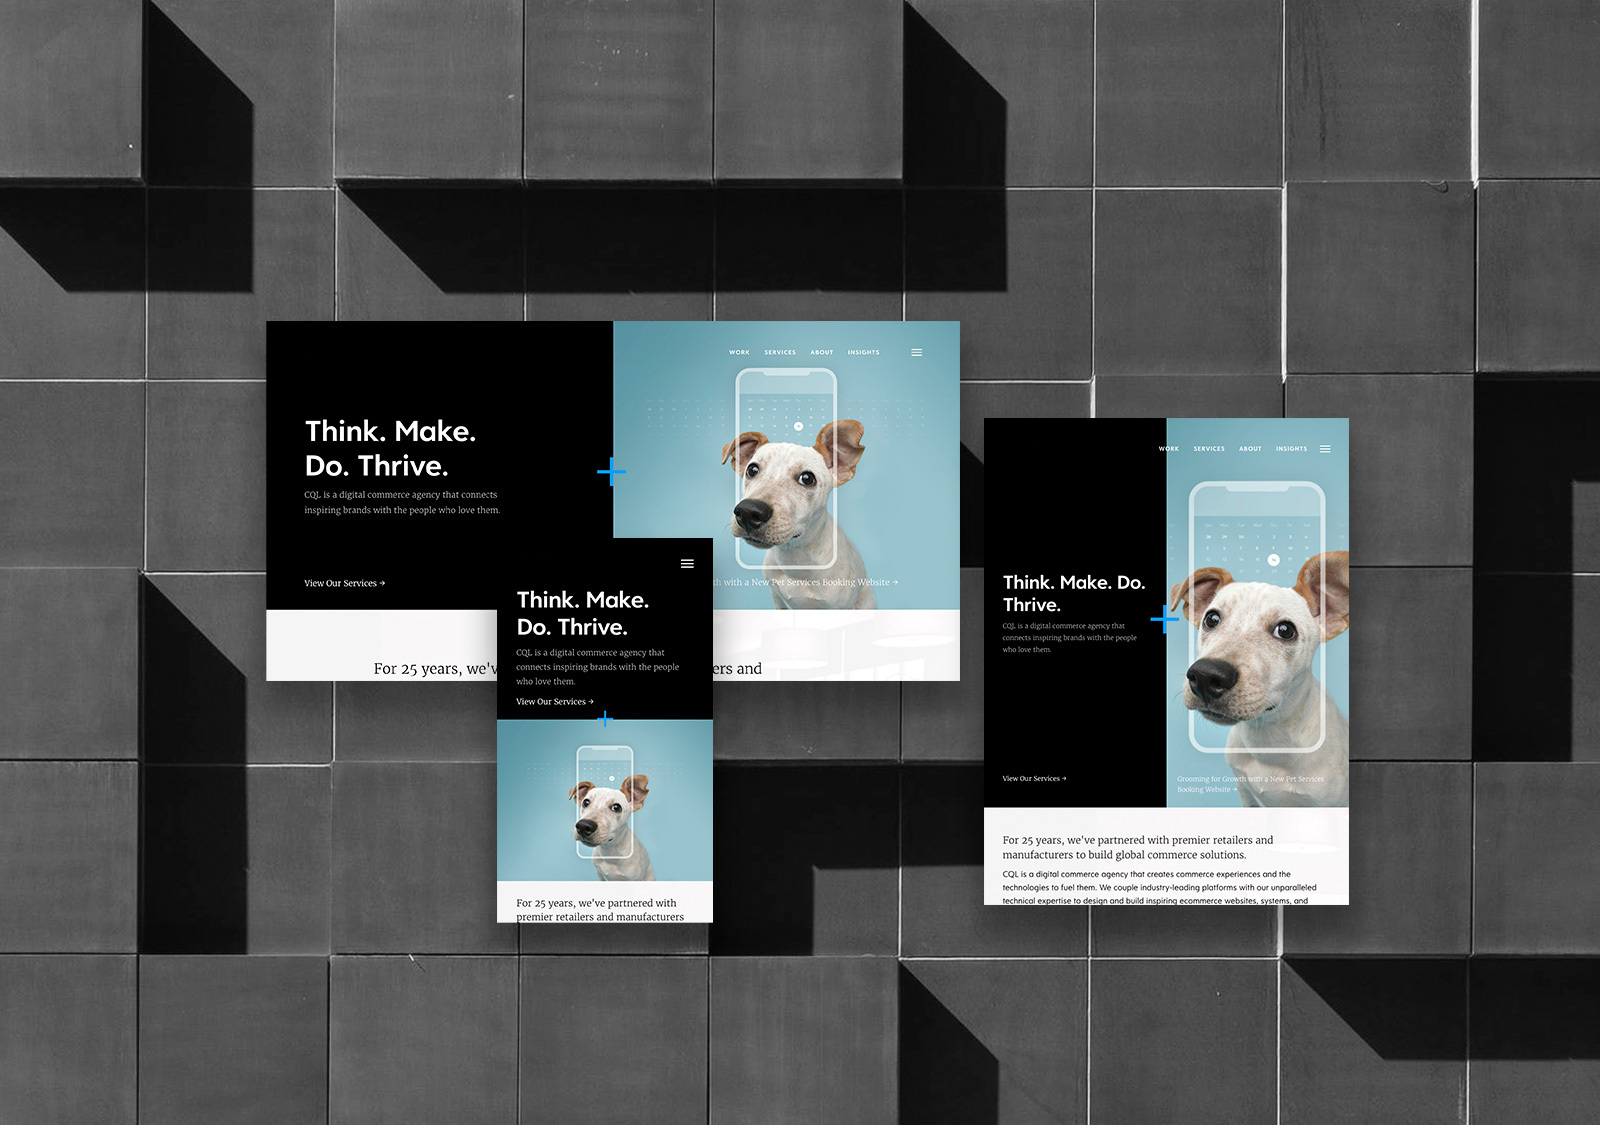 WORK SERVICES ABOUT INSIGHTS
Think. Make.
Do. Thrive.
CQL is a digital commerce agency that connects
inspiring brands with the people who love them.
View Our Services →
with a New Pet Services Booking Website →
For 25 years,
and
Think. Make.
Do. Thrive.
CQL is a digital commerce agency that
connects inspiring brands with the people
who love them.
View Our Services →
For 25 years, we've partnered with
premier retailers and manufacturers
WORK SERVICES ABOUT INSIGHTS
Think. Make. Do.
Thrive.
CQL is a digital commerce agency that
connects inspiring brands with the people
who love them.
View Our Services →
Grooming for Growth with a New Pet Services
Booking Website →
For 25 years, we've partnered with premier retailers and
manufacturers to build global commerce solutions.
CQL is a digital commerce agency that creates commerce experiences and the
technologies to fuel them. We couple industry-leading platforms with our unparalleled
technical expertise to design and build inspiring ecommerce websites, systems, and